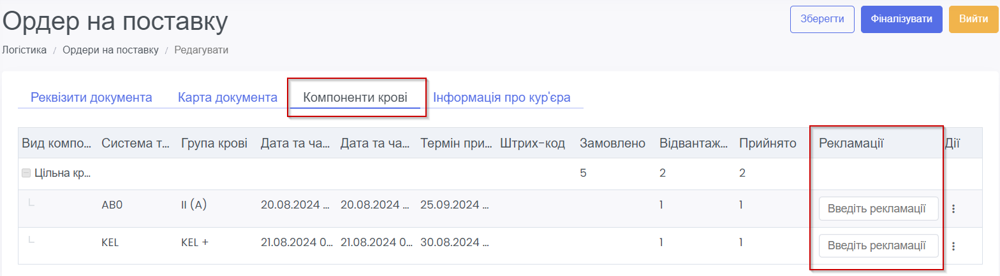 Ордер на поставку
Зберегти Фіналізувати Вийти
Логістика / Ордери на поставку / Редагувати
Реквізити документа Карта документа Компоненти крові Інформація про кур'єра
Вид компо... Система т... Група крові Дата та ча... Дата та ча... Термін при... Штрих-код Замовлено Відвантаж... Прийнято Рекламації Дії
Цільна кр... 5 2 2
AB0 II (A) 20.08.2024 ... 20.08.2024 ... 25.09.2024 ... 1 1 Введіть рекламації
KEL KEL + 21.08.2024 0... 21.08.2024 0... 30.08.2024 ... 1 1 Введіть рекламації